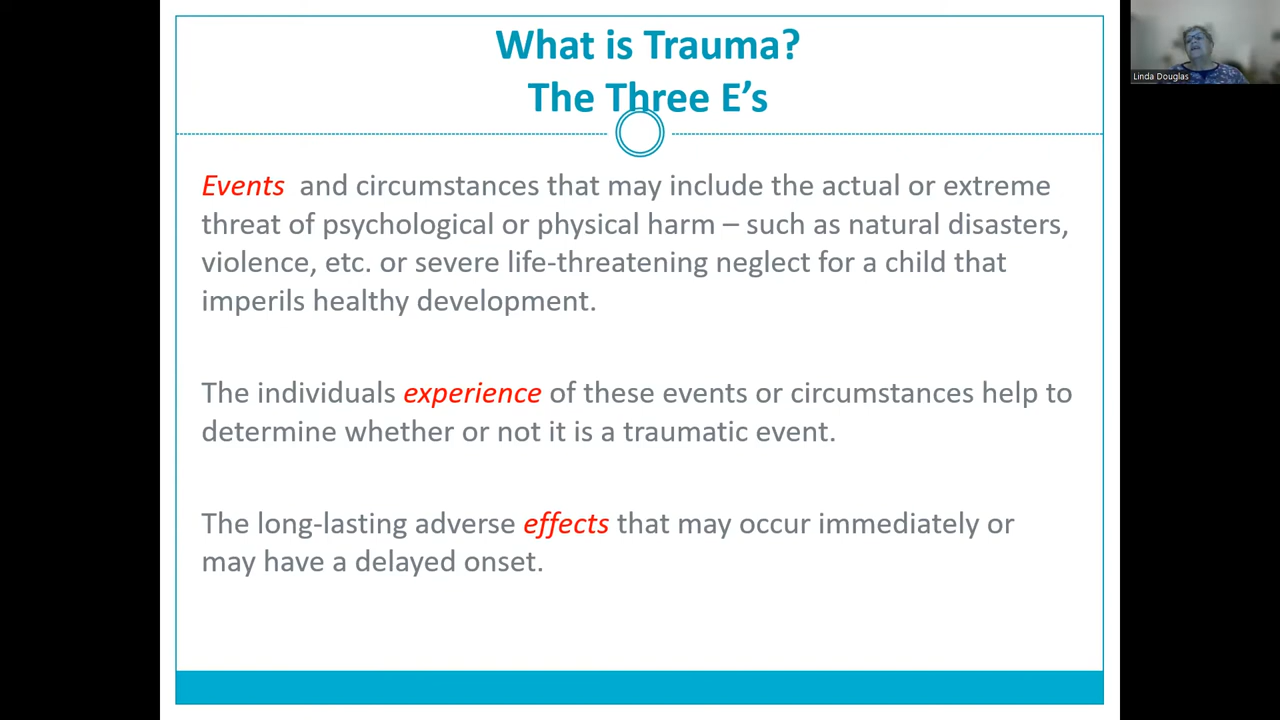 What is Trauma?
The Three E’s
Events and circumstances that may include the actual or extreme
threat of psychological or physical harm – such as natural disasters,
violence, etc. or severe life-threatening neglect for a child that
imperils healthy development.
The individuals experience of these events or circumstances help to
determine whether or not it is a traumatic event.
The long-lasting adverse effects that may occur immediately or
may have a delayed onset.
Linda Douglas